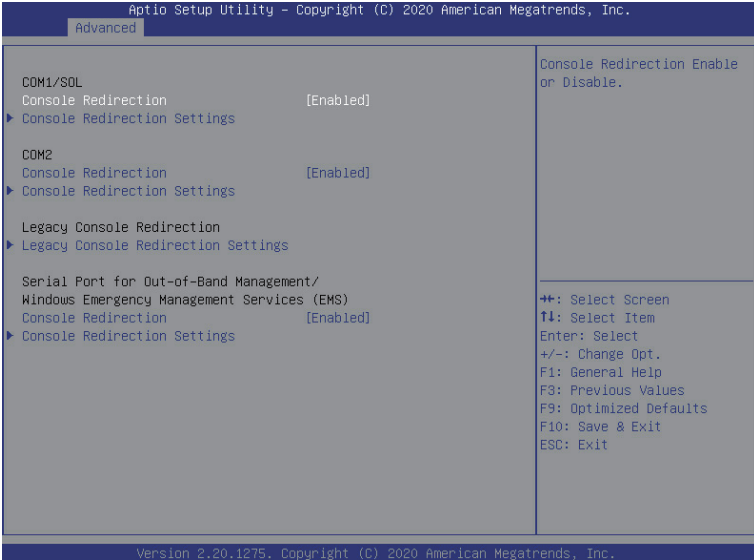 Aptio Setup Utility – Copyright (C) 2020 American Megatrends, Inc.
Advanced
COM1/SOL
Console Redirection [Enabled]
Console Redirection Settings
COM2
Console Redirection [Enabled]
Console Redirection Settings
Legacy Console Redirection
Legacy Console Redirection Settings
Serial Port for Out-of-Band Management/
Windows Emergency Management Services (EMS)
Console Redirection [Enabled]
Console Redirection Settings
Console Redirection Enable
or Disable.
→←: Select Screen
↑↓: Select Item
Enter: Select
+/-: Change Opt.
F1: General Help
F3: Previous Values
F9: Optimized Defaults
F10: Save & Exit
ESC: Exit
Version 2.20.1275. Copyright (C) 2020 American Megatrends, Inc.